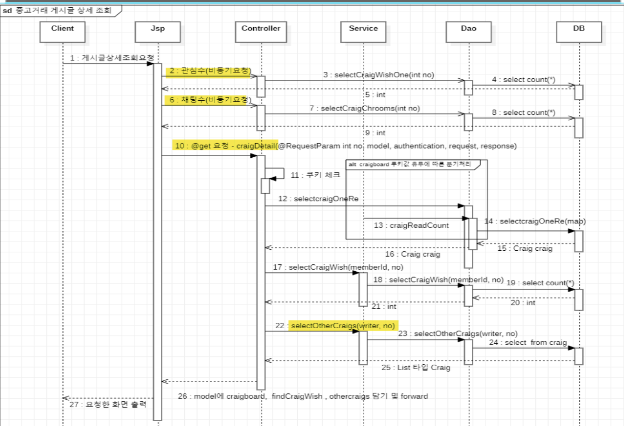 sd 중고거래 게시글 상세 조회
Client
Jsp
Controller
Service
Dao
DB
1 : 게시글상세조회요청
2 : 관심수(비동기요청)
3 : selectCraigWishOne(int no)
4 : select count(*)
5 : int
6 : 채팅수(비동기요청)
7 : selectCraigChrooms(int no)
8 : select count(*)
9 : int
10 : @get 요청 - craigDetail(@RequestParam int no, model, authentication, request, response)
alt craigboard 쿠키값 유무에 따른 분기처리
11 : 쿠키 체크
12 : selectcraigOneRe
13 : craigReadCount
14 : selectcraigOneRe(map)
15 : Craig craig
16 : Craig craig
17 : selectCraigWish(memberId, no)
18 : selectCraigWish(memberId, no)
19 : select count(*)
20 : int
21 : int
22 : selectOtherCraigs(writer, no)
23 : selectOtherCraigs(writer, no)
24 : select from craig
25 : List 타입 Craig
26 : model에 craigboard, findCraigWish , othercraigs 담기 및 forward
27 : 요청한 화면 출력